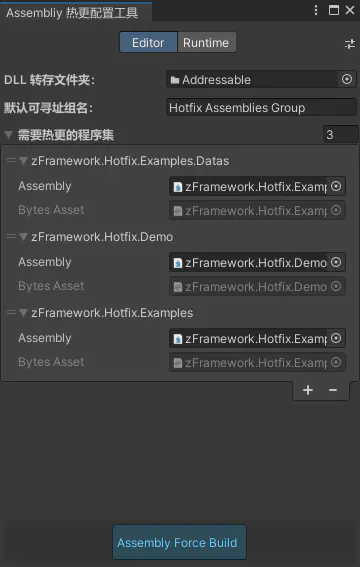 Assembliy 热更配置工具
Editor Runtime
DLL 转存文件夹: Addressable
默认可寻址组名: Hotfix Assemblies Group
需要热更的程序集 3
zFramework.Hotfix.Examples.Datas
Assembly zFramework.Hotfix.Examp
Bytes Asset zFramework.Hotfix.Examp
zFramework.Hotfix.Demo
Assembly zFramework.Hotfix.Demo
Bytes Asset zFramework.Hotfix.Demo
zFramework.Hotfix.Examples
Assembly zFramework.Hotfix.Examp
Bytes Asset zFramework.Hotfix.Examp
Assembly Force Build